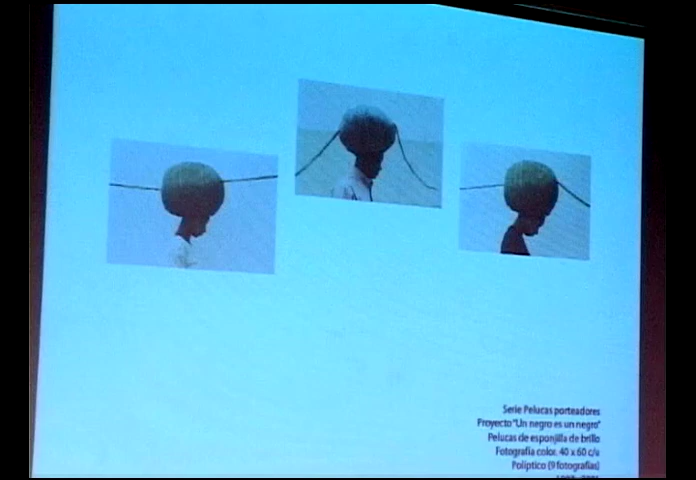 Serie Pelucas porteadores
Proyecto "Un negro es un negro"
Pelucas de esponjilla de brillo
Fotografía color. 40 x 60 c/u
Políptico (9 fotografías)